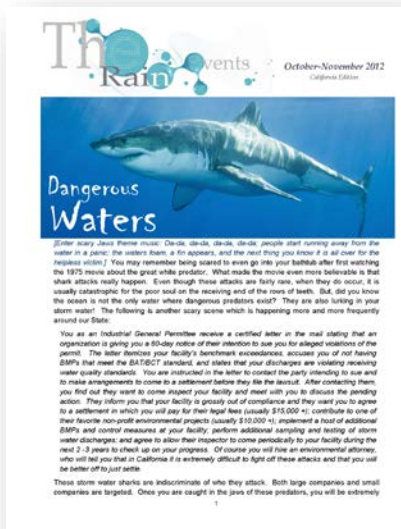 The
Rain Events
October-November 2012
California Edition
Dangerous
Waters
[Enter scary Jaws theme music: Da-da, da-da, da-da, da-da; people start running away from the
water in a panic; the waters foam, a fin appears, and the next thing you know it is all over for the
helpless victim.] You may remember being scared to even go into your bathtub after first watching
the 1975 movie about the great white predator. What made the movie even more believable is that
shark attacks really happen. Even though these attacks are fairly rare, when they do occur, it is
usually catastrophic for the poor soul on the receiving end of the rows of teeth. But, did you know
the ocean is not the only water where dangerous predators exist? They are also lurking in your
storm water! The following is another scary scene which is happening more and more frequently
around our State:
You as an Industrial General Permittee receive a certified letter in the mail stating that an
organization is giving you a 60-day notice of their intention to sue you for alleged violations of the
permit. The letter itemizes your facility's benchmark exceedances, accuses you of not having
BMPs that meet the BAT/BCT standard, and states that your discharges are violating receiving
water quality standards. You are instructed in the letter to contact the party intending to sue and
to make arrangements to come to a settlement before they file the lawsuit. After contacting them,
you find out they want to come inspect your facility and meet with you to discuss the pending
action. They inform you that your facility is grossly out of compliance and they want you to agree
to a settlement in which you will pay for their legal fees (usually $15,000 +); contribute to one of
their favorite non-profit environmental projects (usually $10,000 +); implement a host of additional
BMPs and control measures at your facility; perform additional sampling and testing of storm
water discharges; and agree to allow their inspector to come periodically to your facility during the
next 2 -3 years to check up on your progress. Of course you will hire an environmental attorney,
who will tell you that in California it is extremely difficult to fight off these attacks and that you will
be better off to just settle.
These storm water sharks are indiscriminate of who they attack. Both large companies and small
companies are targeted. Once you are caught in the jaws of these predators, you will be extremely
1